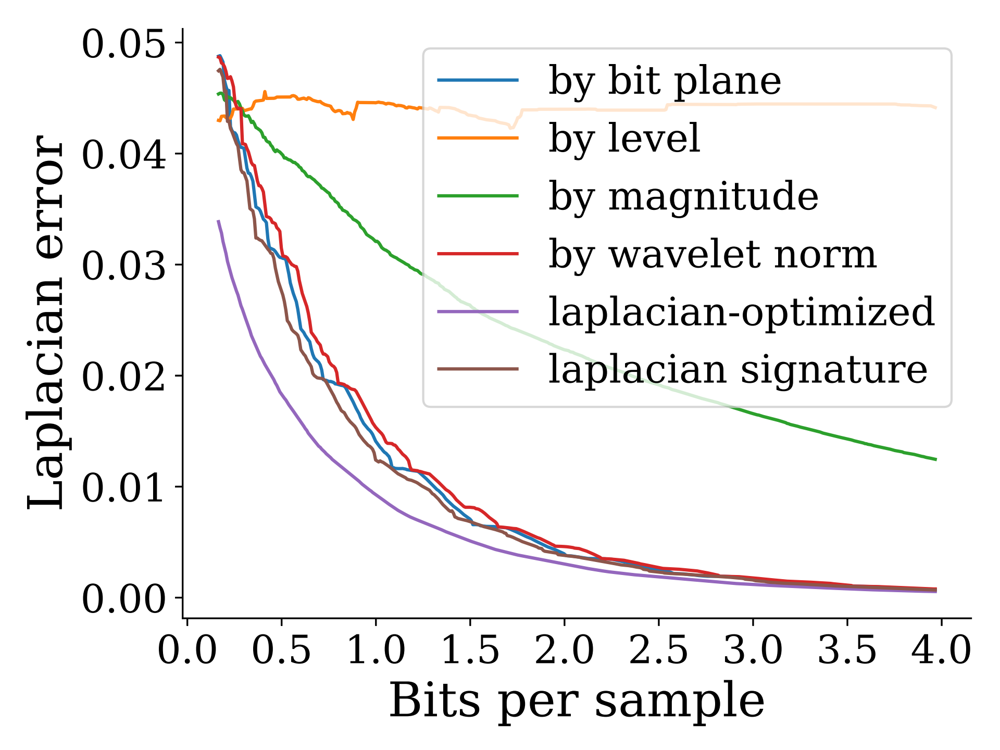 0.05
0.04
0.03
0.02
0.01
0.00
Laplacian error
by bit plane
by level
by magnitude
by wavelet norm
laplacian-optimized
laplacian signature
0.0 0.5 1.0 1.5 2.0 2.5 3.0 3.5 4.0
Bits per sample